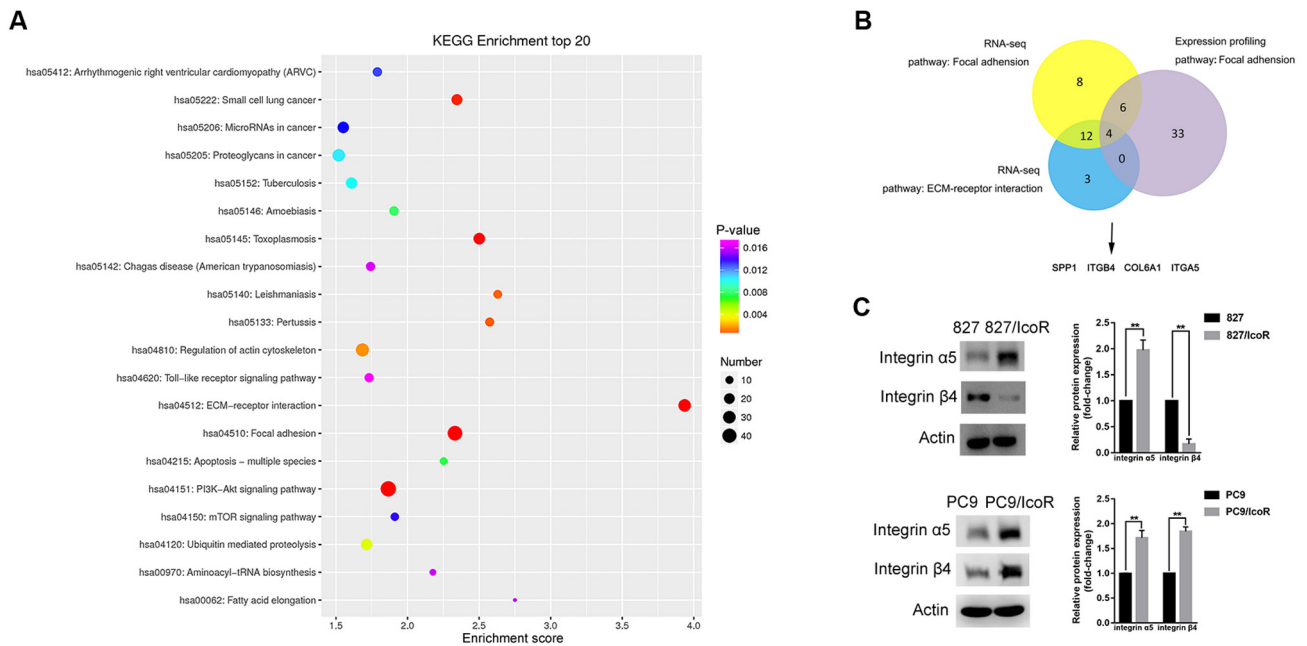 A
KEGG Enrichment top 20
hsa05412: Arrhythmogenic right ventricular cardiomyopathy (ARVC)
hsa05222: Small cell lung cancer
hsa05206: MicroRNAs in cancer
hsa05205: Proteoglycans in cancer
hsa05152: Tuberculosis
hsa05146: Amoebiasis
hsa05145: Toxoplasmosis
hsa05142: Chagas disease (American trypanosomiasis)
hsa05140: Leishmaniasis
hsa05133: Pertussis
hsa04810: Regulation of actin cytoskeleton
hsa04620: Toll−like receptor signaling pathway
hsa04512: ECM−receptor interaction
hsa04510: Focal adhesion
hsa04215: Apoptosis − multiple species
hsa04151: PI3K−Akt signaling pathway
hsa04150: mTOR signaling pathway
hsa04120: Ubiquitin mediated proteolysis
hsa00970: Aminoacyl−tRNA biosynthesis
hsa00062: Fatty acid elongation
1.5 2.0 2.5 3.0 3.5 4.0
Enrichment score
P-value
0.016
0.012
0.008
0.004
Number
10
20
30
40
B
RNA-seq
pathway: Focal adhension
Expression profiling
pathway: Focal adhension
8
6
12
4
33
0
3
RNA-seq
pathway: ECM-receptor interaction
SPP1 ITGB4 COL6A1 ITGA5
C
827 827/IcoR
Integrin α5
Integrin β4
Actin
Relative protein expression
(fold-change)
2.5
2.0
1.5
1.0
0.5
0.0
** **
integrin α5 integrin β4
827
827/IcoR
PC9 PC9/IcoR
Integrin α5
Integrin β4
Actin
Relative protein expression
(fold-change)
2.5
2.0
1.5
1.0
0.5
0.0
** **
integrin α5 integrin β4
PC9
PC9/IcoR